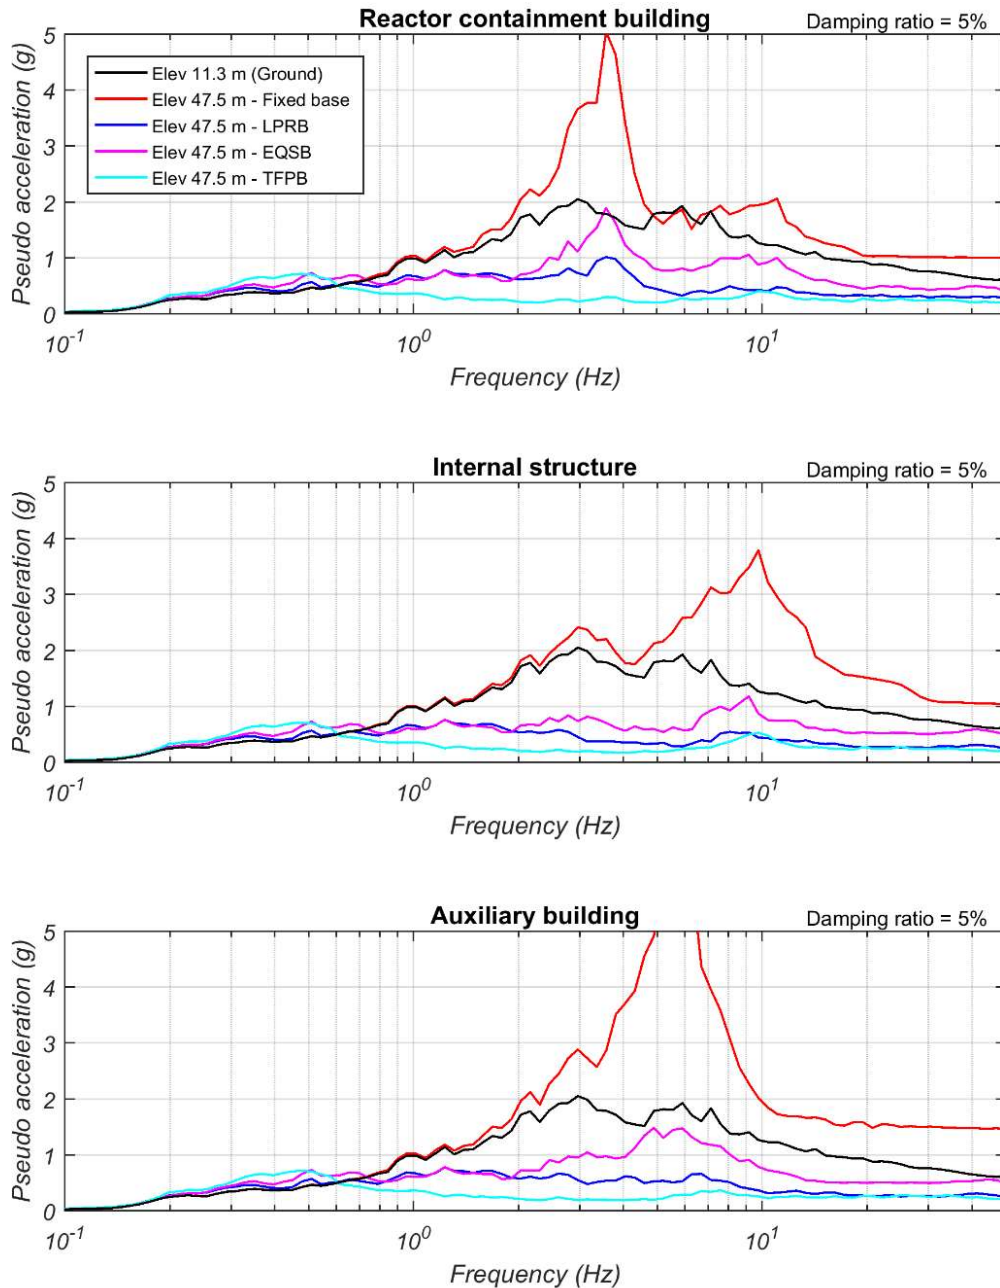 Reactor containment building
Damping ratio = 5%
Pseudo acceleration (g)
5
4
3
2
1
0
Elev 11.3 m (Ground)
Elev 47.5 m - Fixed base
Elev 47.5 m - LPRB
Elev 47.5 m - EQSB
Elev 47.5 m - TFPB
10⁻¹ 10⁰ 10¹
Frequency (Hz)
Internal structure
Damping ratio = 5%
Pseudo acceleration (g)
5
4
3
2
1
0
10⁻¹ 10⁰ 10¹
Frequency (Hz)
Auxiliary building
Damping ratio = 5%
Pseudo acceleration (g)
5
4
3
2
1
0
10⁻¹ 10⁰ 10¹
Frequency (Hz)